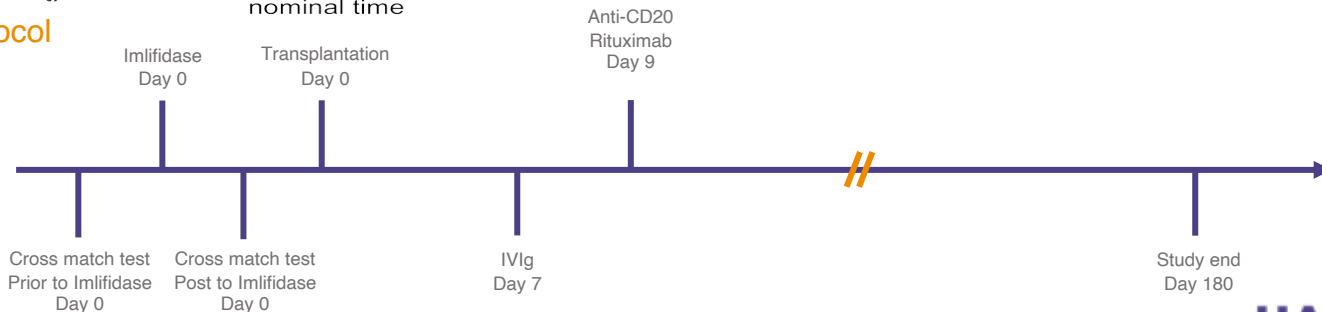 nominal time
ocol
Imlifidase
Day 0
Transplantation
Day 0
Anti-CD20
Rituximab
Day 9
Cross match test
Prior to Imlifidase
Day 0
Cross match test
Post to Imlifidase
Day 0
IVIg
Day 7
Study end
Day 180